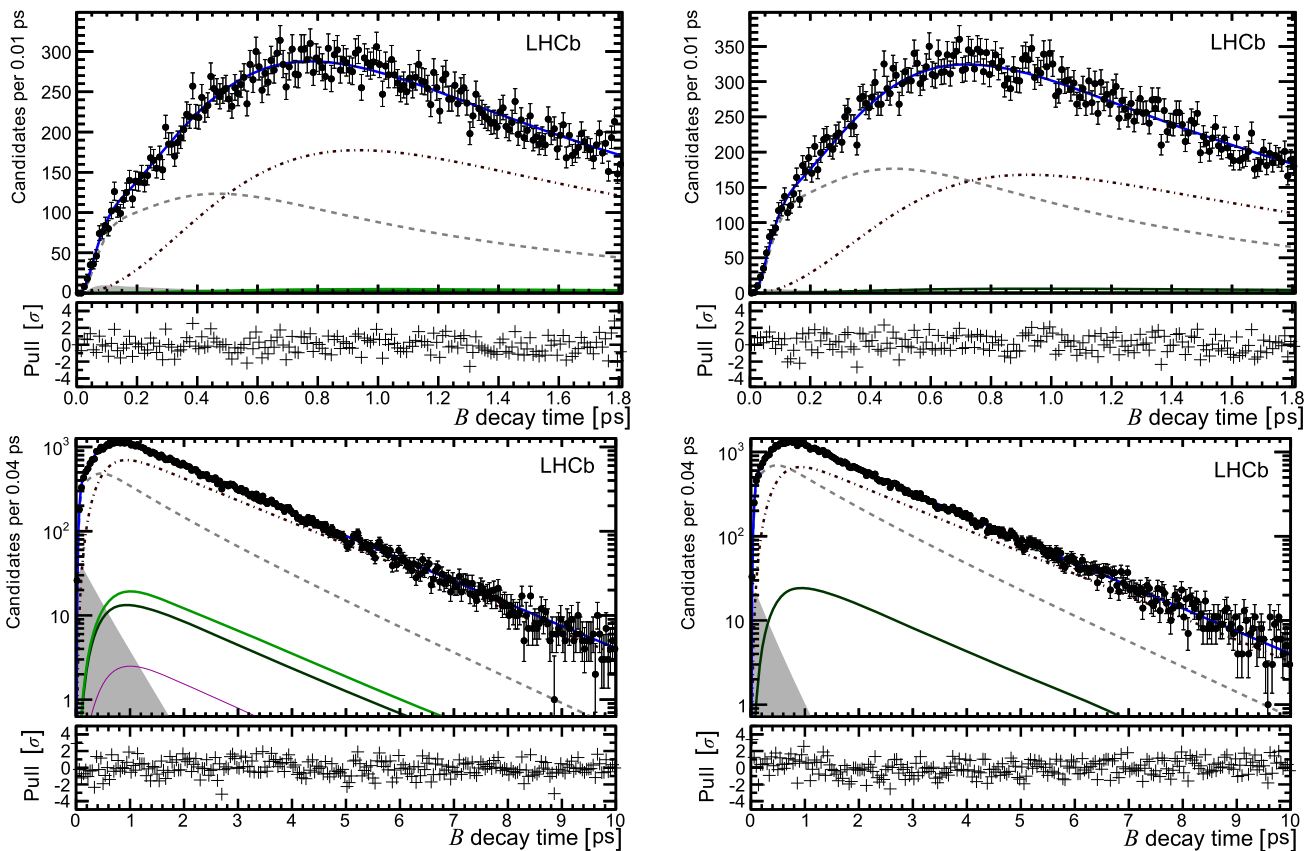 Candidates per 0.01 ps
300
250
200
150
100
50
0
LHCb
Pull [σ]
4
2
0
-2
-4
0.0 0.2 0.4 0.6 0.8 1.0 1.2 1.4 1.6 1.8
B decay time [ps]
Candidates per 0.01 ps
350
300
250
200
150
100
50
0
LHCb
Pull [σ]
4
2
0
-2
-4
0.0 0.2 0.4 0.6 0.8 1.0 1.2 1.4 1.6 1.8
B decay time [ps]
Candidates per 0.04 ps
10³
10²
10
1
LHCb
Pull [σ]
4
2
0
-2
-4
0 1 2 3 4 5 6 7 8 9 10
B decay time [ps]
Candidates per 0.04 ps
10³
10²
10
1
LHCb
Pull [σ]
4
2
0
-2
-4
0 1 2 3 4 5 6 7 8 9 10
B decay time [ps]